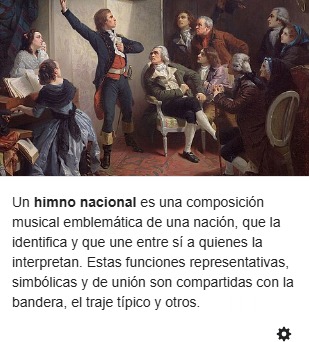 Un himno nacional es una composición
musical emblemática de una nación, que la
identifica y que une entre sí a quienes la
interpretan. Estas funciones representativas,
simbólicas y de unión son compartidas con la
bandera, el traje típico y otros.